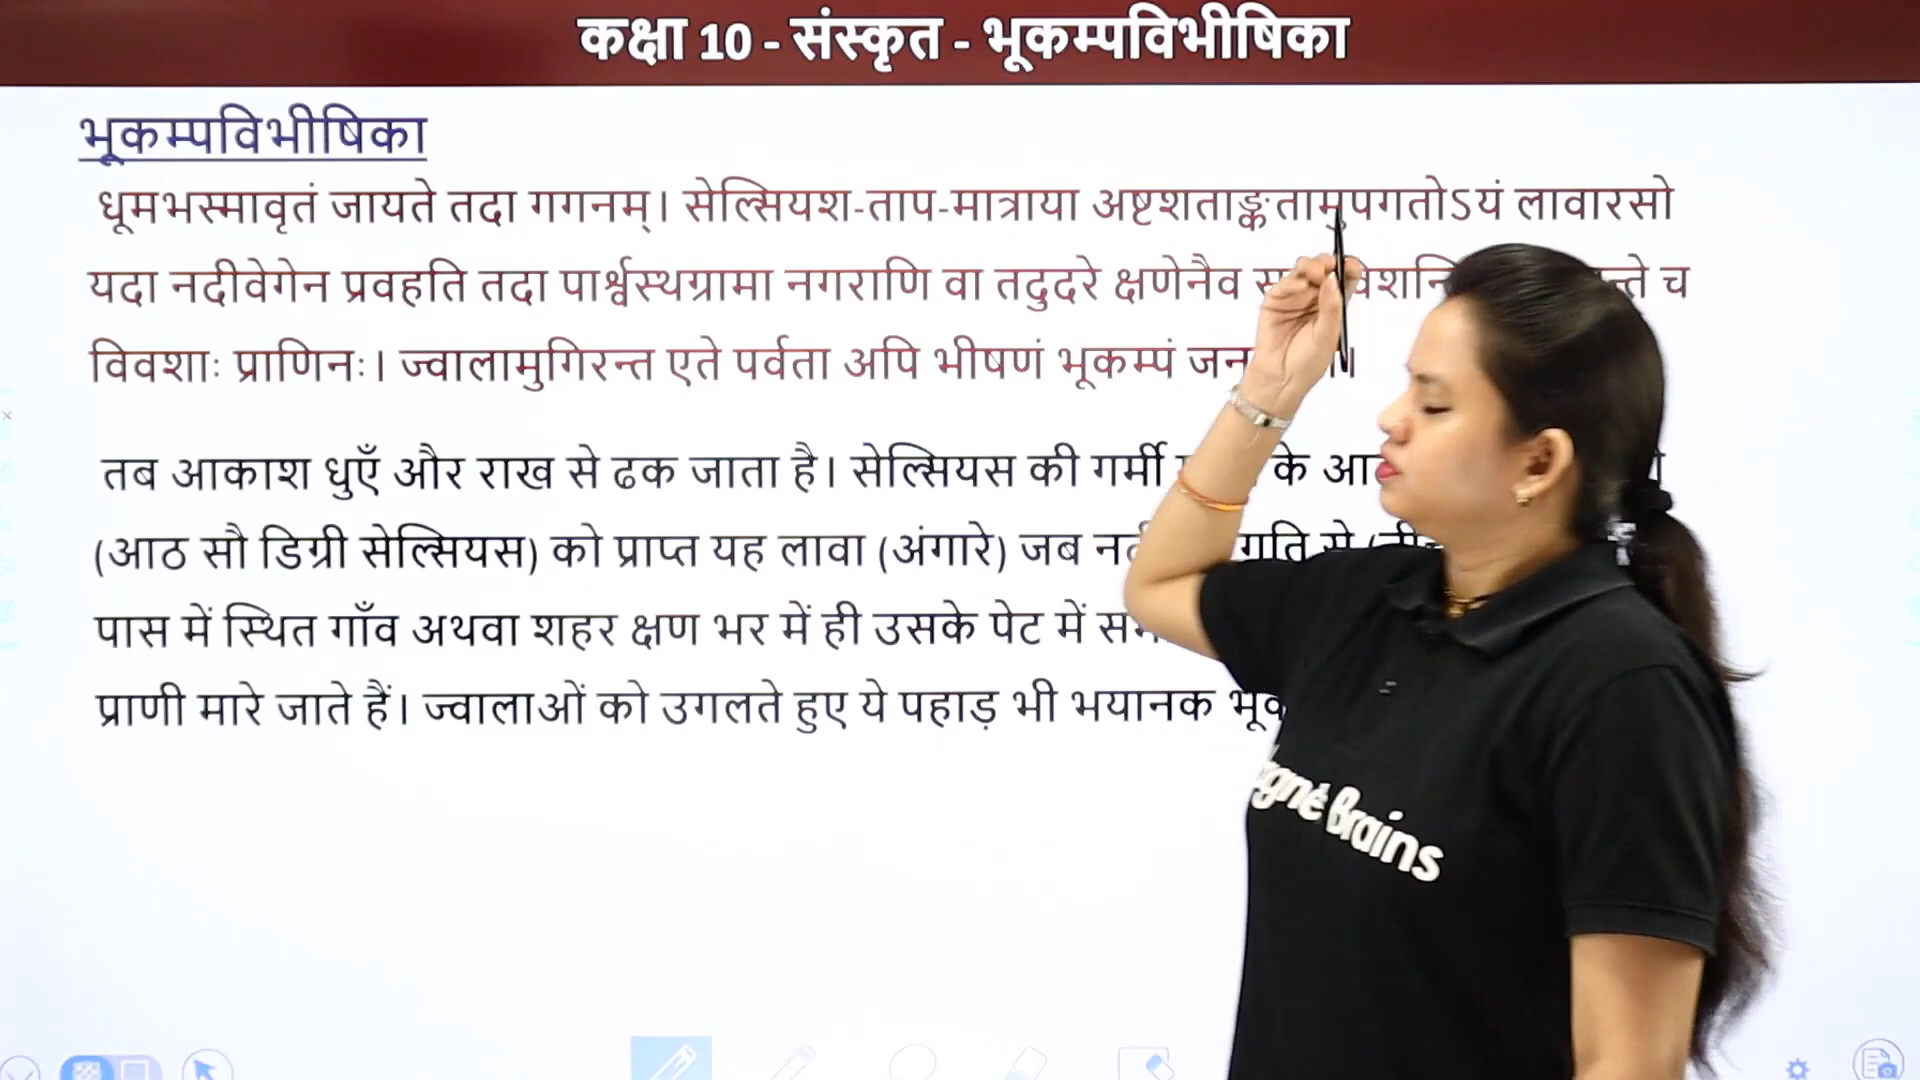 कक्षा 10 - संस्कृत - भूकम्पविभीषिका
भूकम्पविभीषिका
धूमभस्मावृतं जायते तदा गगनम्। सेल्सियश-ताप-मात्राया अष्टशताङ्कतामुपगतोऽयं लावारसो
यदा नदीवेगेन प्रवहति तदा पार्श्वस्थग्रामा नगराणि वा तदुदरे क्षणेनैव च
विवशाः प्राणिनः। ज्वालामुगिरन्त एते पर्वता अपि भीषणं भूकम्पं
तब आकाश धुएँ और राख से ढक जाता है। सेल्सियस की गर्मी के
(आठ सौ डिग्री सेल्सियस) को प्राप्त यह लावा (अंगारे) जब गति से
पास में स्थित गाँव अथवा शहर क्षण भर में ही उसके पेट में
प्राणी मारे जाते हैं। ज्वालाओं को उगलते हुए ये पहाड़ भी भयानक
Brains